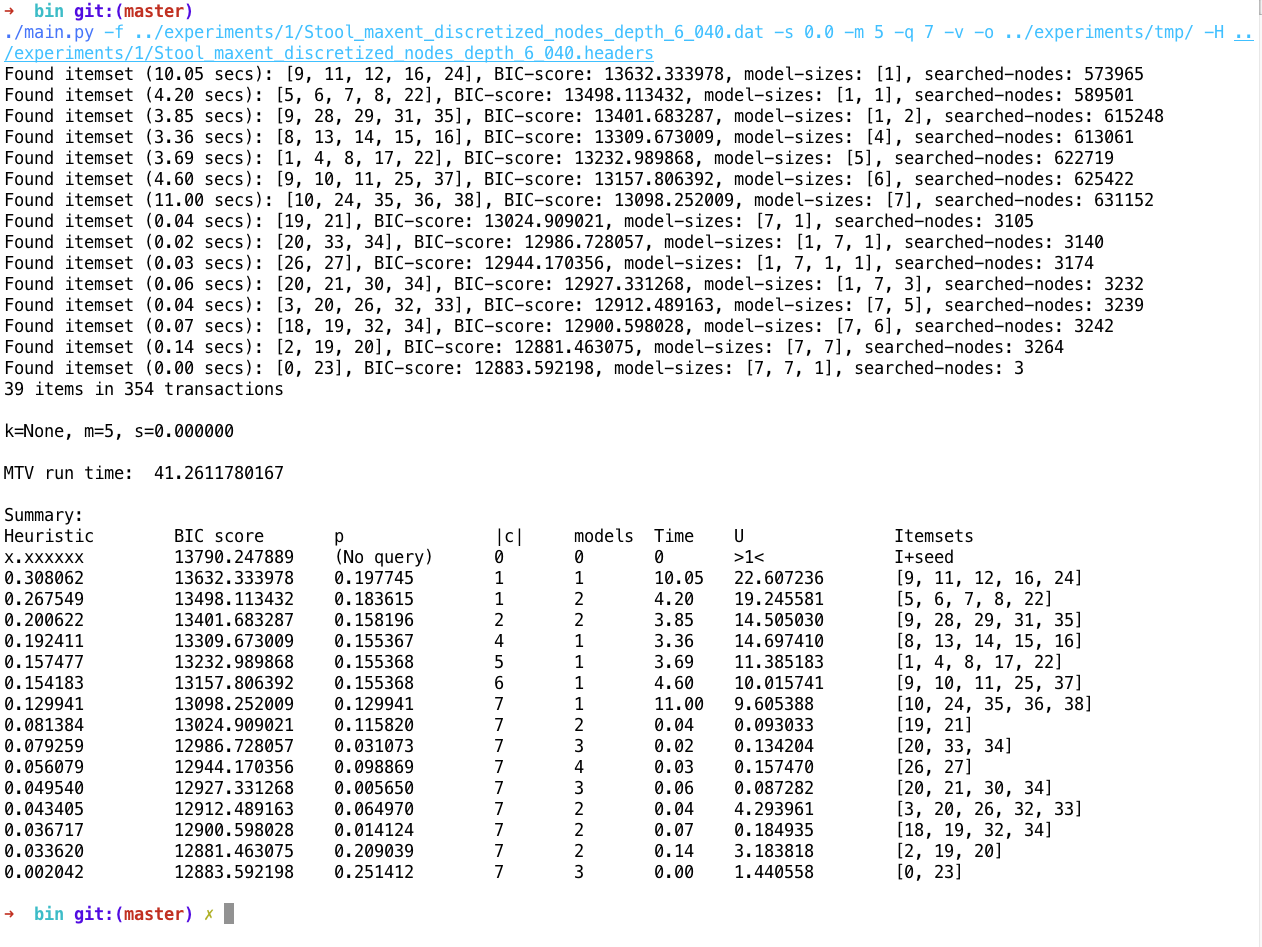 → bin git:(master)
./main.py -f ../experiments/1/Stool_maxent_discretized_nodes_depth_6_040.dat -s 0.0 -m 5 -q 7 -v -o ../experiments/tmp/ -H ..
/experiments/1/Stool_maxent_discretized_nodes_depth_6_040.headers
Found itemset (10.05 secs): [9, 11, 12, 16, 24], BIC-score: 13632.333978, model-sizes: [1], searched-nodes: 573965
Found itemset (4.20 secs): [5, 6, 7, 8, 22], BIC-score: 13498.113432, model-sizes: [1, 1], searched-nodes: 589501
Found itemset (3.85 secs): [9, 28, 29, 31, 35], BIC-score: 13401.683287, model-sizes: [1, 2], searched-nodes: 615248
Found itemset (3.36 secs): [8, 13, 14, 15, 16], BIC-score: 13309.673009, model-sizes: [4], searched-nodes: 613061
Found itemset (3.69 secs): [1, 4, 8, 17, 22], BIC-score: 13232.989868, model-sizes: [5], searched-nodes: 622719
Found itemset (4.60 secs): [9, 10, 11, 25, 37], BIC-score: 13157.806392, model-sizes: [6], searched-nodes: 625422
Found itemset (11.00 secs): [10, 24, 35, 36, 38], BIC-score: 13098.252009, model-sizes: [7], searched-nodes: 631152
Found itemset (0.04 secs): [19, 21], BIC-score: 13024.909021, model-sizes: [7, 1], searched-nodes: 3105
Found itemset (0.02 secs): [20, 33, 34], BIC-score: 12986.728057, model-sizes: [1, 7, 1], searched-nodes: 3140
Found itemset (0.03 secs): [26, 27], BIC-score: 12944.170356, model-sizes: [1, 7, 1, 1], searched-nodes: 3174
Found itemset (0.06 secs): [20, 21, 30, 34], BIC-score: 12927.331268, model-sizes: [1, 7, 3], searched-nodes: 3232
Found itemset (0.04 secs): [3, 20, 26, 32, 33], BIC-score: 12912.489163, model-sizes: [7, 5], searched-nodes: 3239
Found itemset (0.07 secs): [18, 19, 32, 34], BIC-score: 12900.598028, model-sizes: [7, 6], searched-nodes: 3242
Found itemset (0.14 secs): [2, 19, 20], BIC-score: 12881.463075, model-sizes: [7, 7], searched-nodes: 3264
Found itemset (0.00 secs): [0, 23], BIC-score: 12883.592198, model-sizes: [7, 7, 1], searched-nodes: 3
39 items in 354 transactions
k=None, m=5, s=0.000000
MTV run time:  41.2611780167
Summary:
Heuristic BIC score p |c| models Time U Itemsets
x.xxxxxx 13790.247889 (No query) 0 0 0 >1< I+seed
0.308062 13632.333978 0.197745 1 1 10.05 22.607236 [9, 11, 12, 16, 24]
0.267549 13498.113432 0.183615 1 2 4.20 19.245581 [5, 6, 7, 8, 22]
0.200622 13401.683287 0.158196 2 2 3.85 14.505030 [9, 28, 29, 31, 35]
0.192411 13309.673009 0.155367 4 1 3.36 14.697410 [8, 13, 14, 15, 16]
0.157477 13232.989868 0.155368 5 1 3.69 11.385183 [1, 4, 8, 17, 22]
0.154183 13157.806392 0.155368 6 1 4.60 10.015741 [9, 10, 11, 25, 37]
0.129941 13098.252009 0.129941 7 1 11.00 9.605388 [10, 24, 35, 36, 38]
0.081384 13024.909021 0.115820 7 2 0.04 0.093033 [19, 21]
0.079259 12986.728057 0.031073 7 3 0.02 0.134204 [20, 33, 34]
0.056079 12944.170356 0.098869 7 4 0.03 0.157470 [26, 27]
0.049540 12927.331268 0.005650 7 3 0.06 0.087282 [20, 21, 30, 34]
0.043405 12912.489163 0.064970 7 2 0.04 4.293961 [3, 20, 26, 32, 33]
0.036717 12900.598028 0.014124 7 2 0.07 0.184935 [18, 19, 32, 34]
0.033620 12881.463075 0.209039 7 2 0.14 3.183818 [2, 19, 20]
0.002042 12883.592198 0.251412 7 3 0.00 1.440558 [0, 23]
→ bin git:(master) ✗